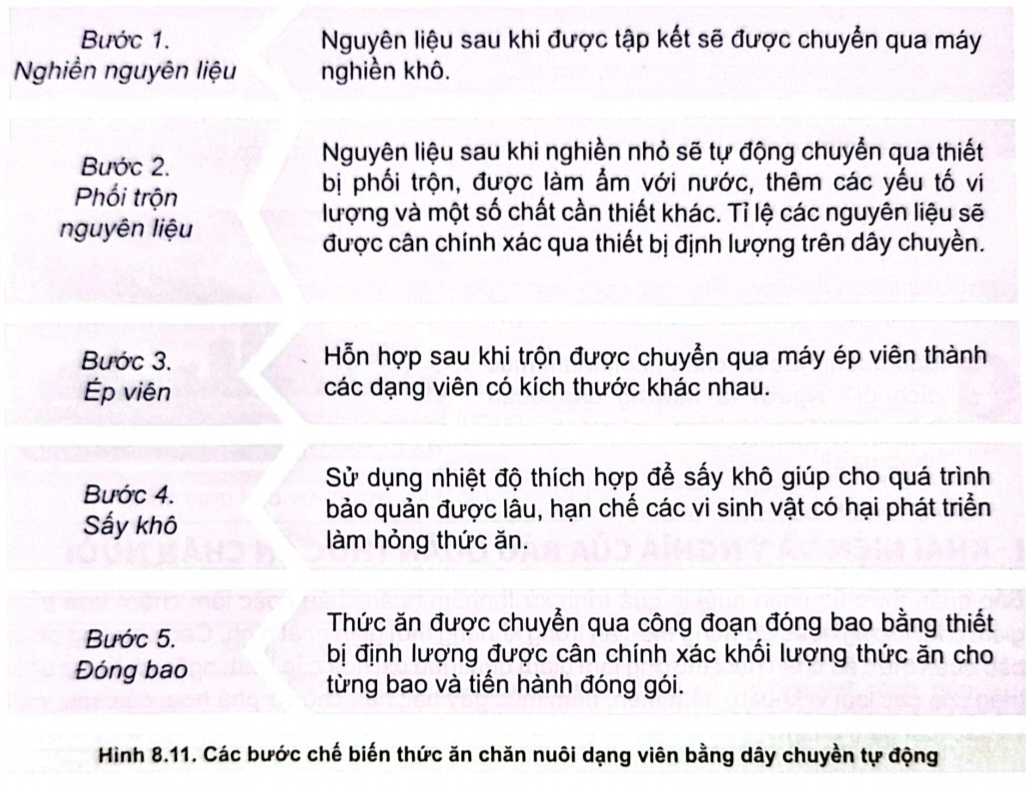 Bước 1.
Nghiền nguyên liệu
Nguyên liệu sau khi được tập kết sẽ được chuyển qua máy
nghiền khô.
Bước 2.
Phối trộn
nguyên liệu
Nguyên liệu sau khi nghiền nhỏ sẽ tự động chuyển qua thiết
bị phối trộn, được làm ẩm với nước, thêm các yếu tố vi
lượng và một số chất cần thiết khác. Tỉ lệ các nguyên liệu sẽ
được cân chính xác qua thiết bị định lượng trên dây chuyền.
Bước 3.
Ép viên
Hỗn hợp sau khi trộn được chuyển qua máy ép viên thành
các dạng viên có kích thước khác nhau.
Bước 4.
Sấy khô
Sử dụng nhiệt độ thích hợp để sấy khô giúp cho quá trình
bảo quản được lâu, hạn chế các vi sinh vật có hại phát triển
làm hỏng thức ăn.
Bước 5.
Đóng bao
Thức ăn được chuyển qua công đoạn đóng bao bằng thiết
bị định lượng được cân chính xác khối lượng thức ăn cho
từng bao và tiến hành đóng gói.
Hình 8.11. Các bước chế biến thức ăn chăn nuôi dạng viên bằng dây chuyền tự động